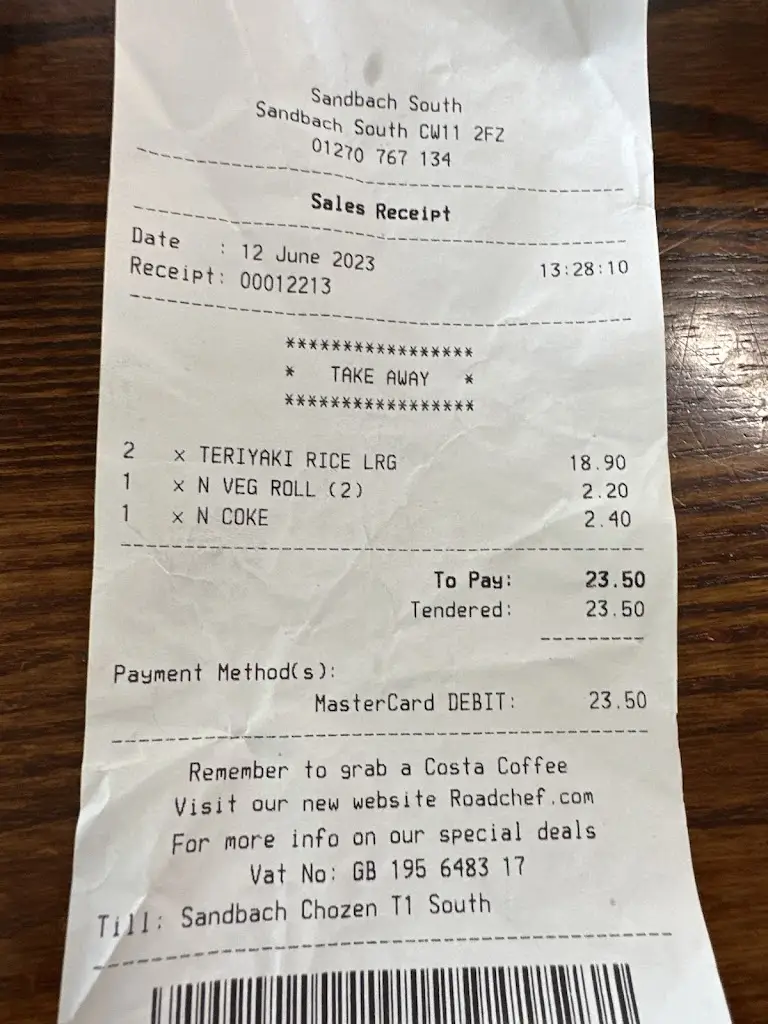 Sandbach South
Sandbach South CW11 2FZ
01270 767 134
Sales Receipt
Date : 12 June 2023 13:28:10
Receipt: 00012213
*****************
* TAKE AWAY *
*****************
2 x TERIYAKI RICE LRG 18.90
1 x N VEG ROLL (2) 2.20
1 x N COKE 2.40
To Pay: 23.50
Tendered: 23.50
Payment Method(s):
MasterCard DEBIT: 23.50
Remember to grab a Costa Coffee
Visit our new website Roadchef.com
For more info on our special deals
Vat No: GB 195 6483 17
Till: Sandbach Chozen T1 South